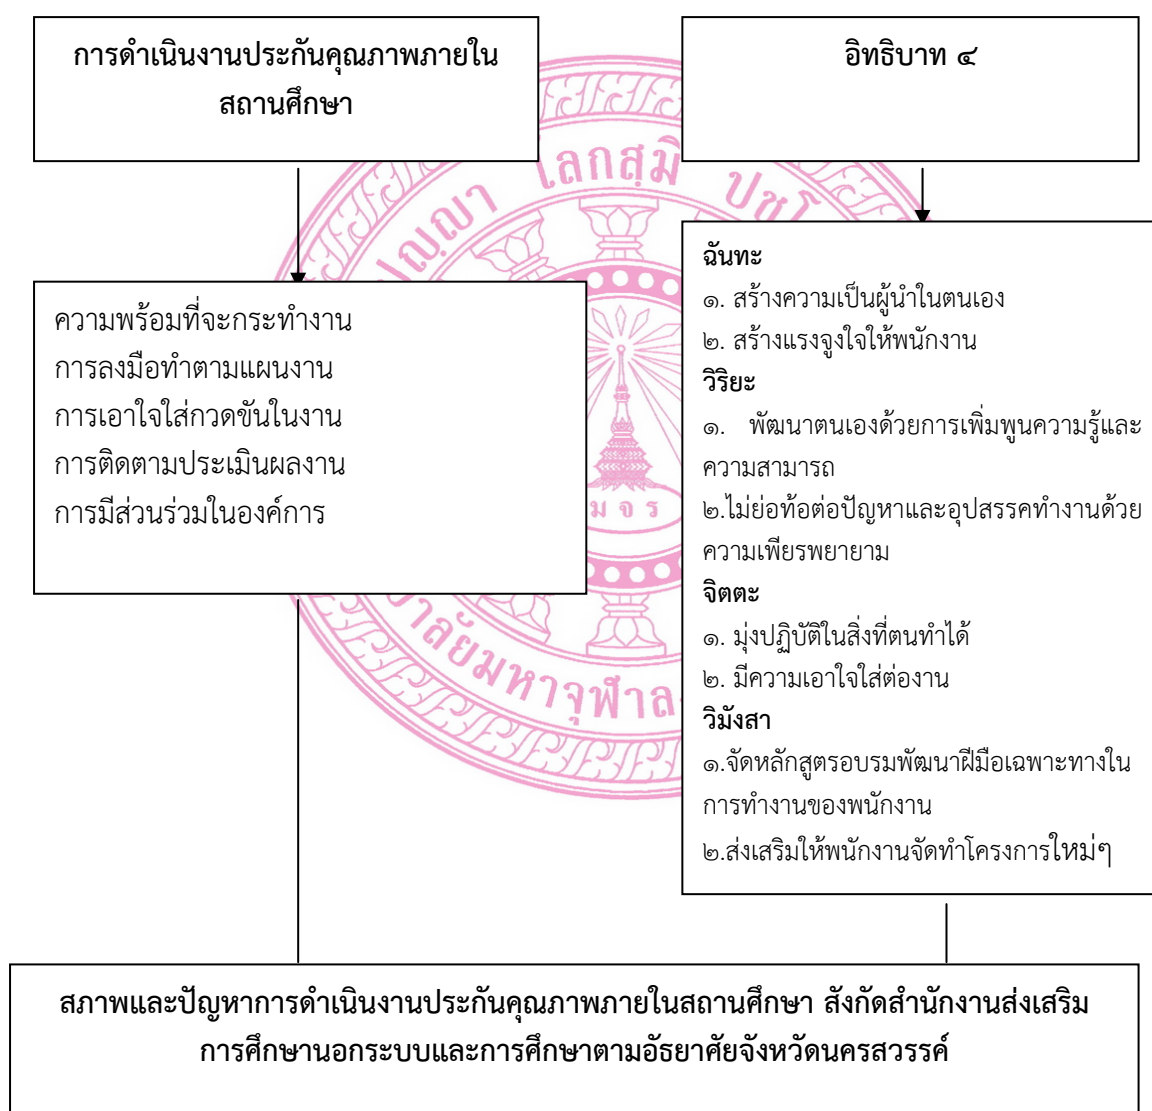 การดำเนินงานประกันคุณภาพภายใน
สถานศึกษา
อิทธิบาท ๔
ความพร้อมที่จะกระทำงาน
การลงมือทำตามแผนงาน
การเอาใจใส่กวดขันในงาน
การติดตามประเมินผลงาน
การมีส่วนร่วมในองค์การ
ฉันทะ
๑. สร้างความเป็นผู้นำในตนเอง
๒. สร้างแรงจูงใจให้พนักงาน
วิริยะ
๑. พัฒนาตนเองด้วยการเพิ่มพูนความรู้และ
ความสามารถ
๒.ไม่ย่อท้อต่อปัญหาและอุปสรรคทำงานด้วย
ความเพียรพยายาม
จิตตะ
๑. มุ่งปฏิบัติในสิ่งที่ตนทำได้
๒. มีความเอาใจใส่ต่องาน
วิมังสา
๑.จัดหลักสูตรอบรมพัฒนาฝีมือเฉพาะทางใน
การทำงานของพนักงาน
๒.ส่งเสริมให้พนักงานจัดทำโครงการใหม่ๆ
สภาพและปัญหาการดำเนินงานประกันคุณภาพภายในสถานศึกษา สังกัดสำนักงานส่งเสริม
การศึกษานอกระบบและการศึกษาตามอัธยาศัยจังหวัดนครสวรรค์
โลกสฺมิ
ม จ ร